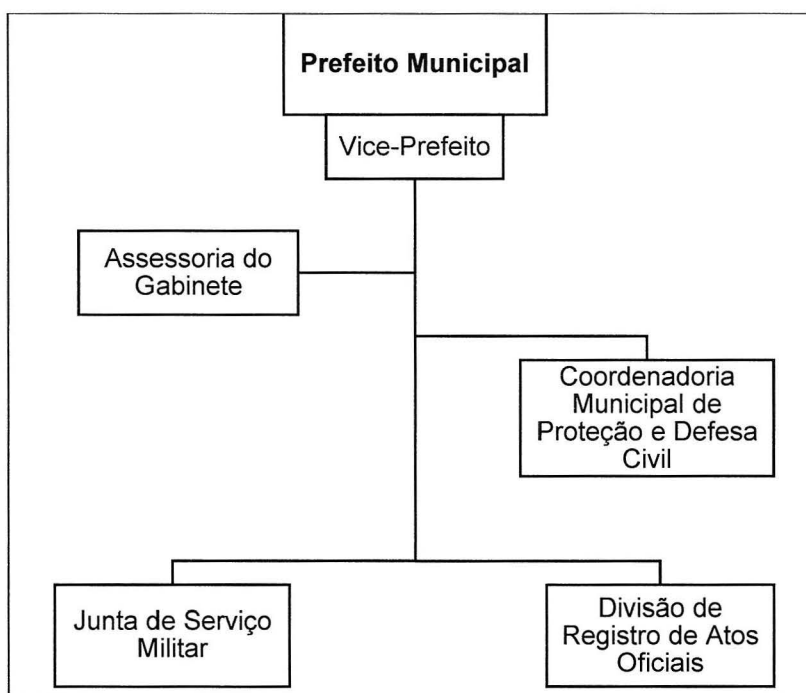 Prefeito Municipal
Vice-Prefeito
Assessoria do
Gabinete
Coordenadoria
Municipal de
Proteção e Defesa
Civil
Junta de Serviço
Militar
Divisão de
Registro de Atos
Oficiais